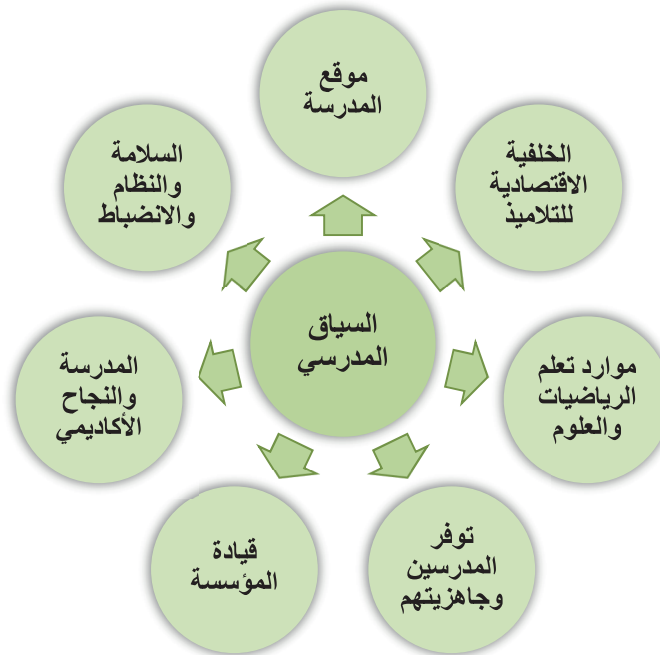 موقع
المدرسة
الخلفية
الاقتصادية
للتلاميذ
موارد تعلم
الرياضيات
والعلوم
توفر
المدرسين
وجاهزيتهم
قيادة
المؤسسة
المدرسة
والنجاح
الأكاديمي
السلامة
والنظام
والانضباط
السياق
المدرسي